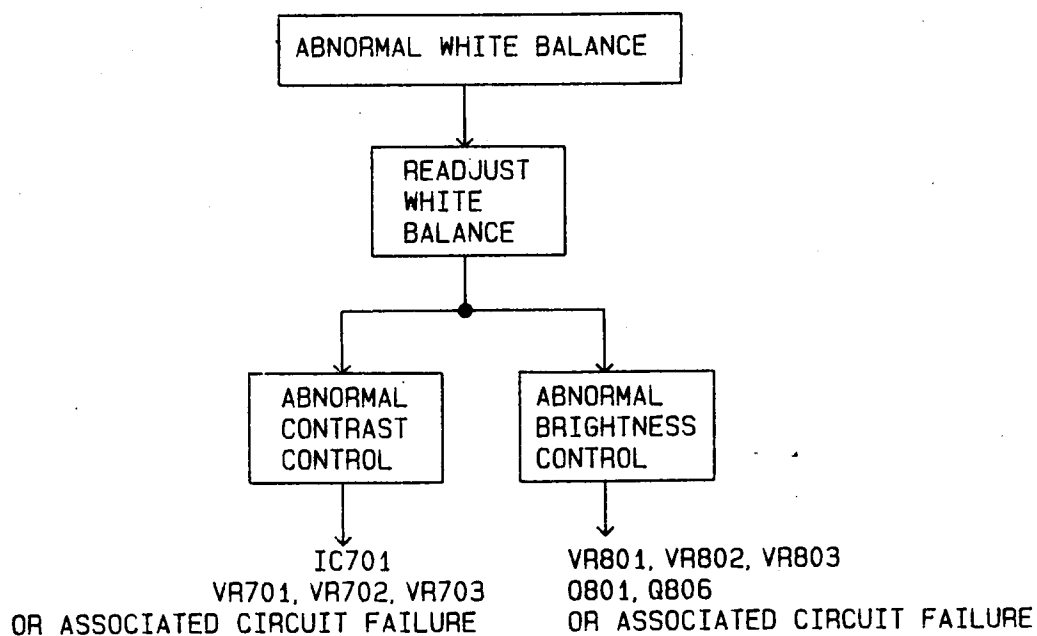 ABNORMAL WHITE BALANCE
READJUST
WHITE
BALANCE
ABNORMAL
CONTRAST
CONTROL
ABNORMAL
BRIGHTNESS
CONTROL
IC701
VR701, VR702, VR703
OR ASSOCIATED CIRCUIT FAILURE
VR801, VR802, VR803
0801, Q806
OR ASSOCIATED CIRCUIT FAILURE